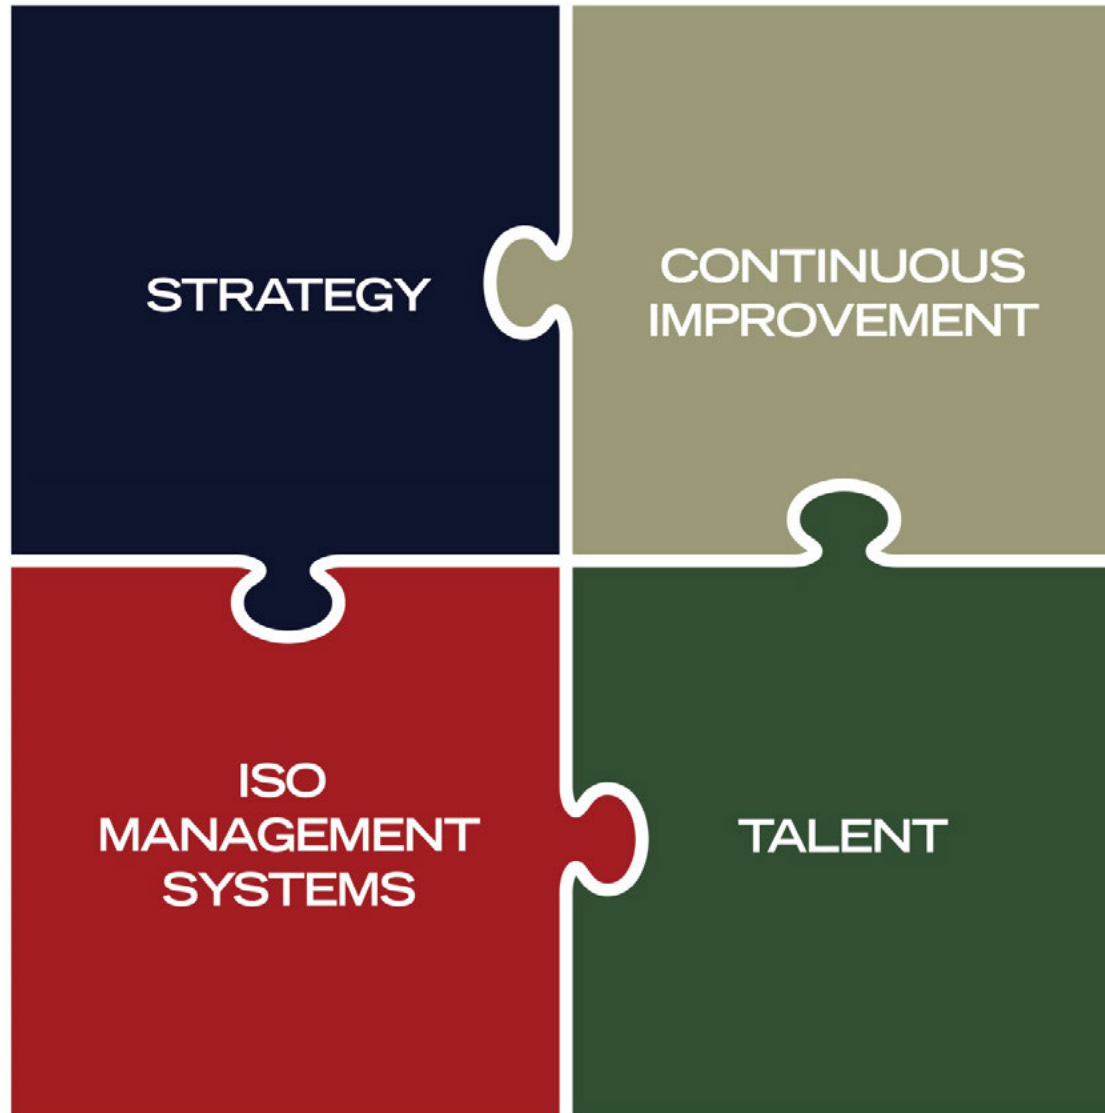 STRATEGY
CONTINUOUS
IMPROVEMENT
ISO
MANAGEMENT
SYSTEMS
TALENT